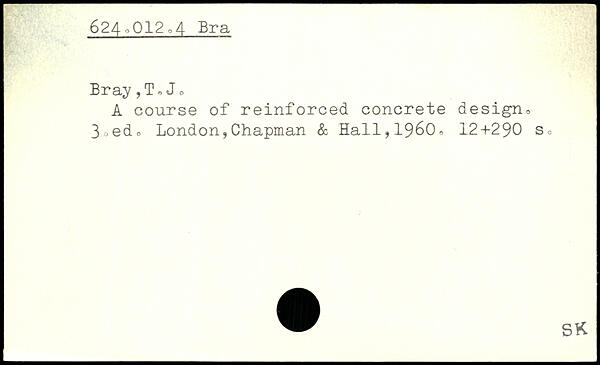 624.012.4 Bra
Bray,T.J.
A course of reinforced concrete design.
3.ed. London,Chapman & Hall,1960. 12+290 s.
SK